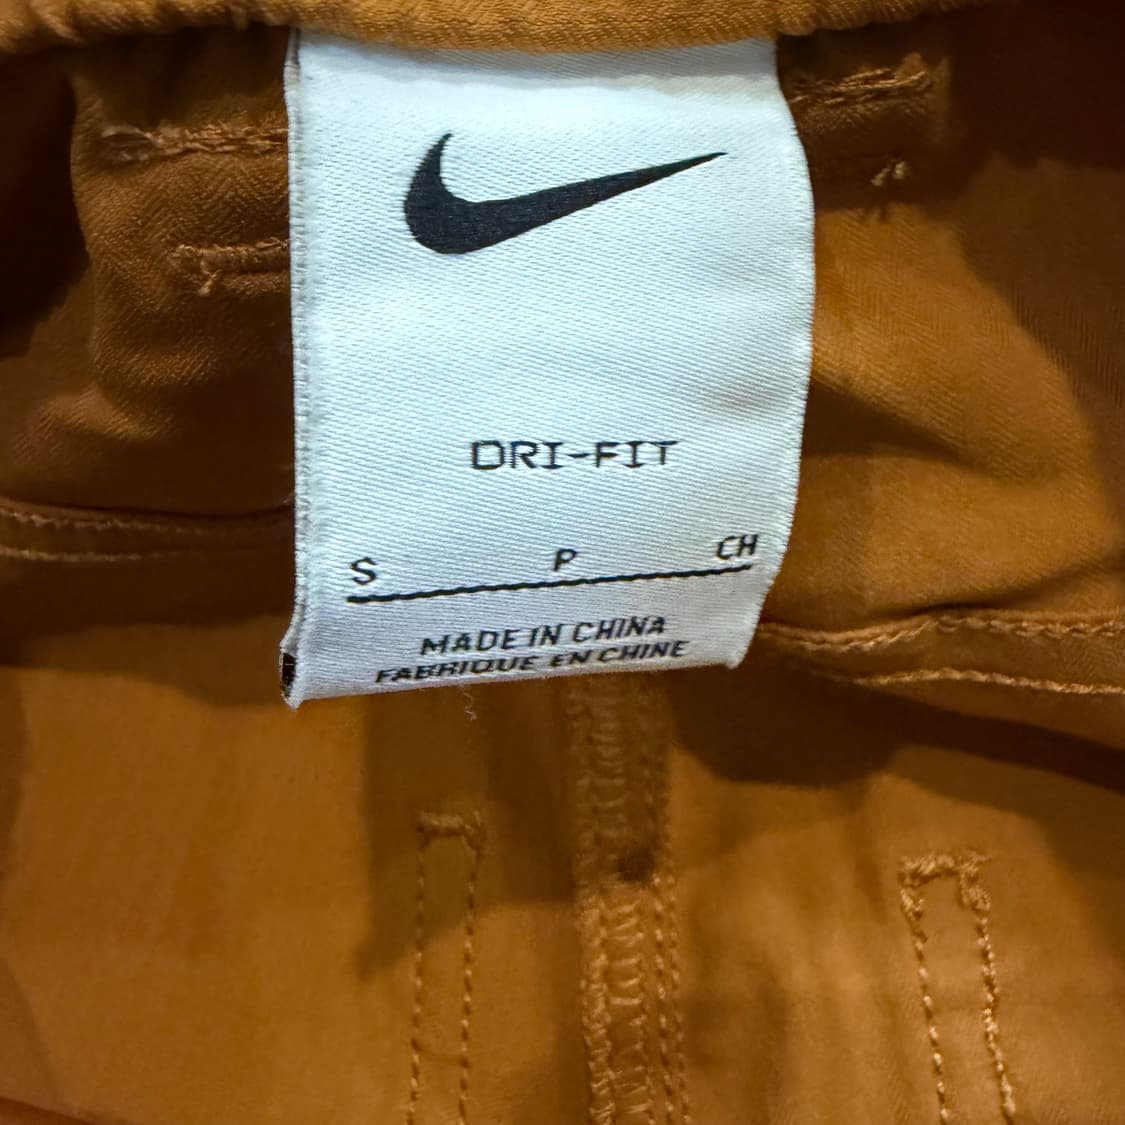 DRI-FIT
S P CH
MADE IN CHINA
FABRIQUE EN CHINE